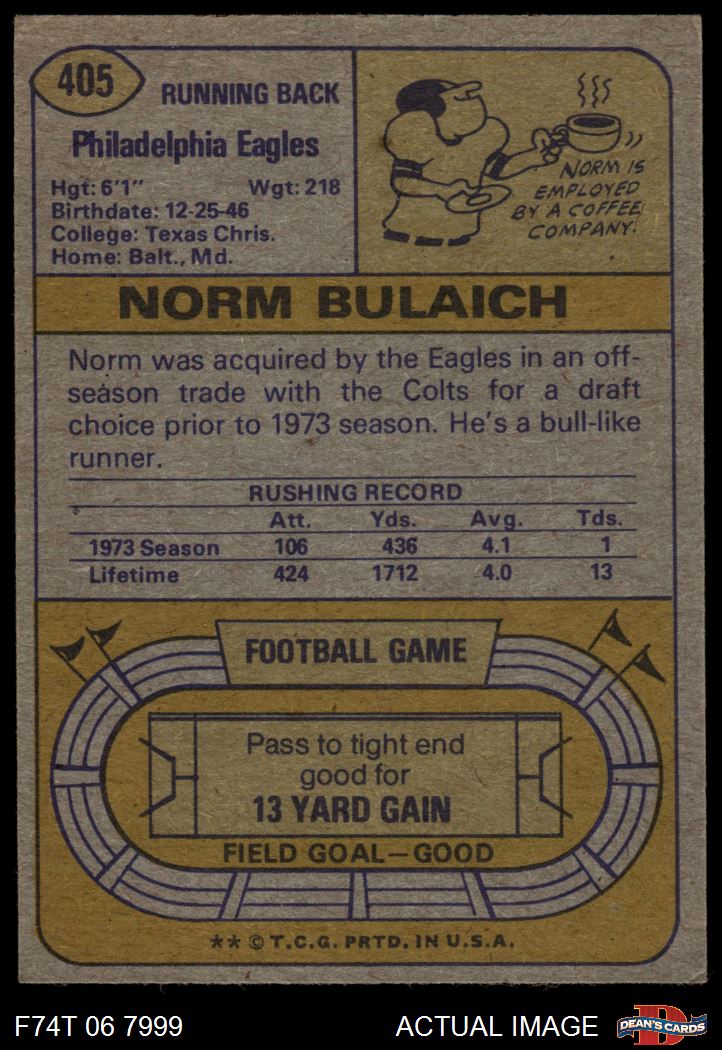 405
RUNNING BACK
Philadelphia Eagles
Hgt: 6'1" Wgt: 218
Birthdate: 12-25-46
College: Texas Chris.
Home: Balt., Md.
NORM IS
EMPLOYED
BY A COFFEE
COMPANY!
NORM BULAICH
Norm was acquired by the Eagles in an off-
season trade with the Colts for a draft
choice prior to 1973 season. He's a bull-like
runner.
RUSHING RECORD
Att. Yds. Avg. Tds.
1973 Season 106 436 4.1 1
Lifetime 424 1712 4.0 13
FOOTBALL GAME
Pass to tight end
good for
13 YARD GAIN
FIELD GOAL—GOOD
** © T.C.G. PRTD. IN U.S.A.
F74T 06 7999 ACTUAL IMAGE
D
DEAN'S CARDS